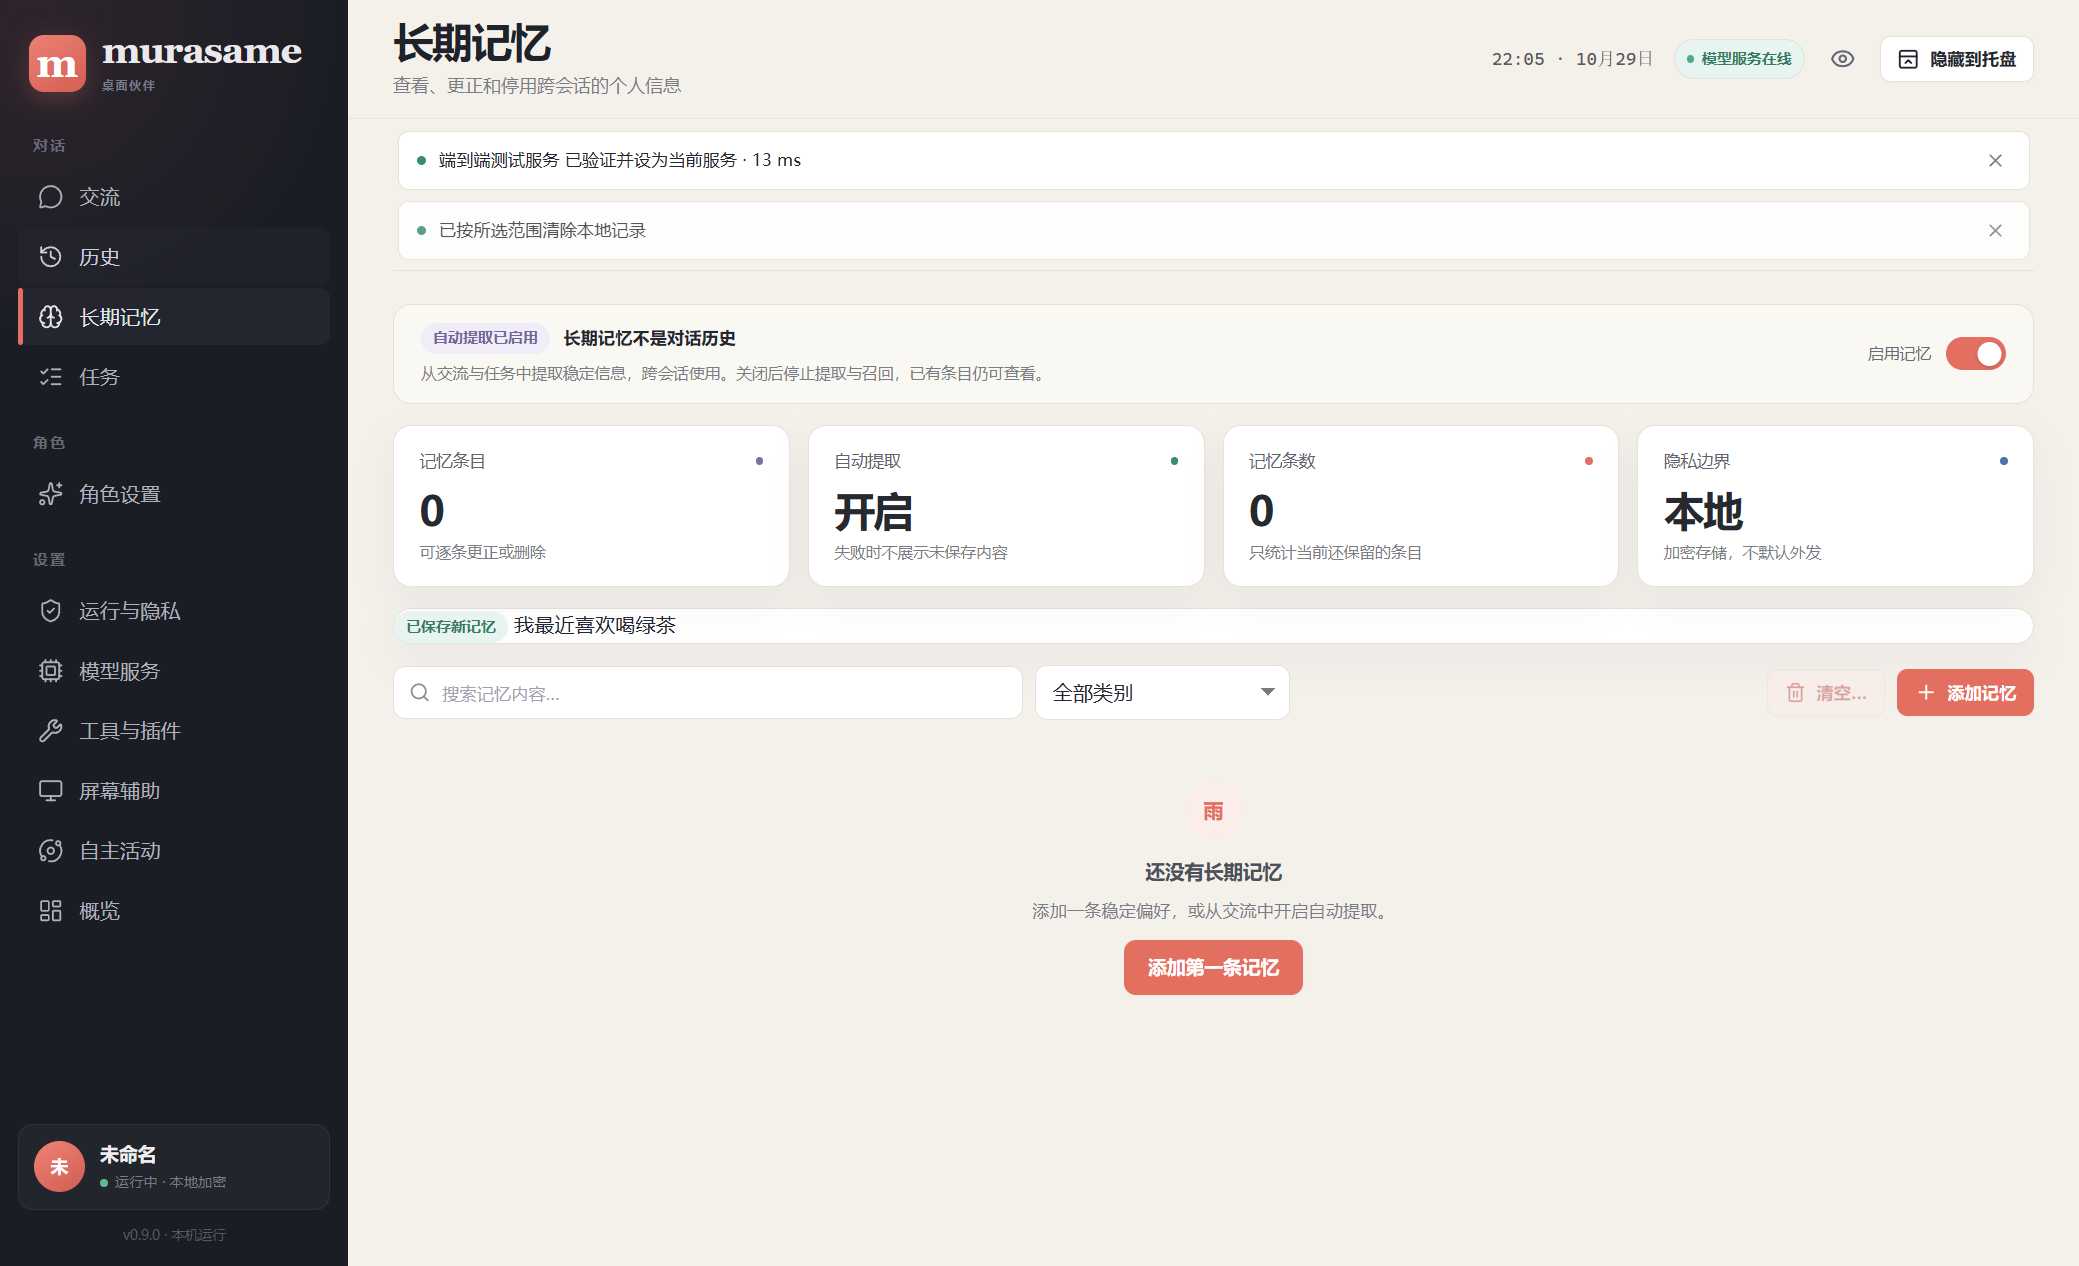 m murasame
桌面伙伴
对话
交流
历史
长期记忆
任务
角色
角色设置
设置
运行与隐私
模型服务
工具与插件
屏幕辅助
自主活动
概览
未 未命名
运行中 · 本地加密
v0.9.0 · 本机运行
长期记忆
查看、更正和停用跨会话的个人信息
22:05 · 10月29日 模型服务在线 隐藏到托盘
端到端测试服务 已验证并设为当前服务 · 13 ms
已按所选范围清除本地记录
自动提取已启用 长期记忆不是对话历史
从交流与任务中提取稳定信息，跨会话使用。关闭后停止提取与召回，已有条目仍可查看。
启用记忆
记忆条目
0
可逐条更正或删除
自动提取
开启
失败时不展示未保存内容
记忆条数
0
只统计当前还保留的条目
隐私边界
本地
加密存储，不默认外发
已保存新记忆 我最近喜欢喝绿茶
搜索记忆内容... 全部类别 清空... 添加记忆
雨
还没有长期记忆
添加一条稳定偏好，或从交流中开启自动提取。
添加第一条记忆